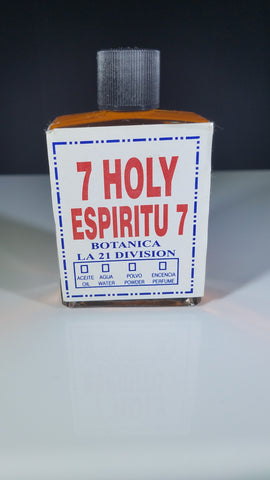 7 HOLY
ESPIRITU 7
BOTANICA
LA 21 DIVISION
ACEITE AGUA POLVO ENCENCIA
OIL WATER POWDER PERFUME